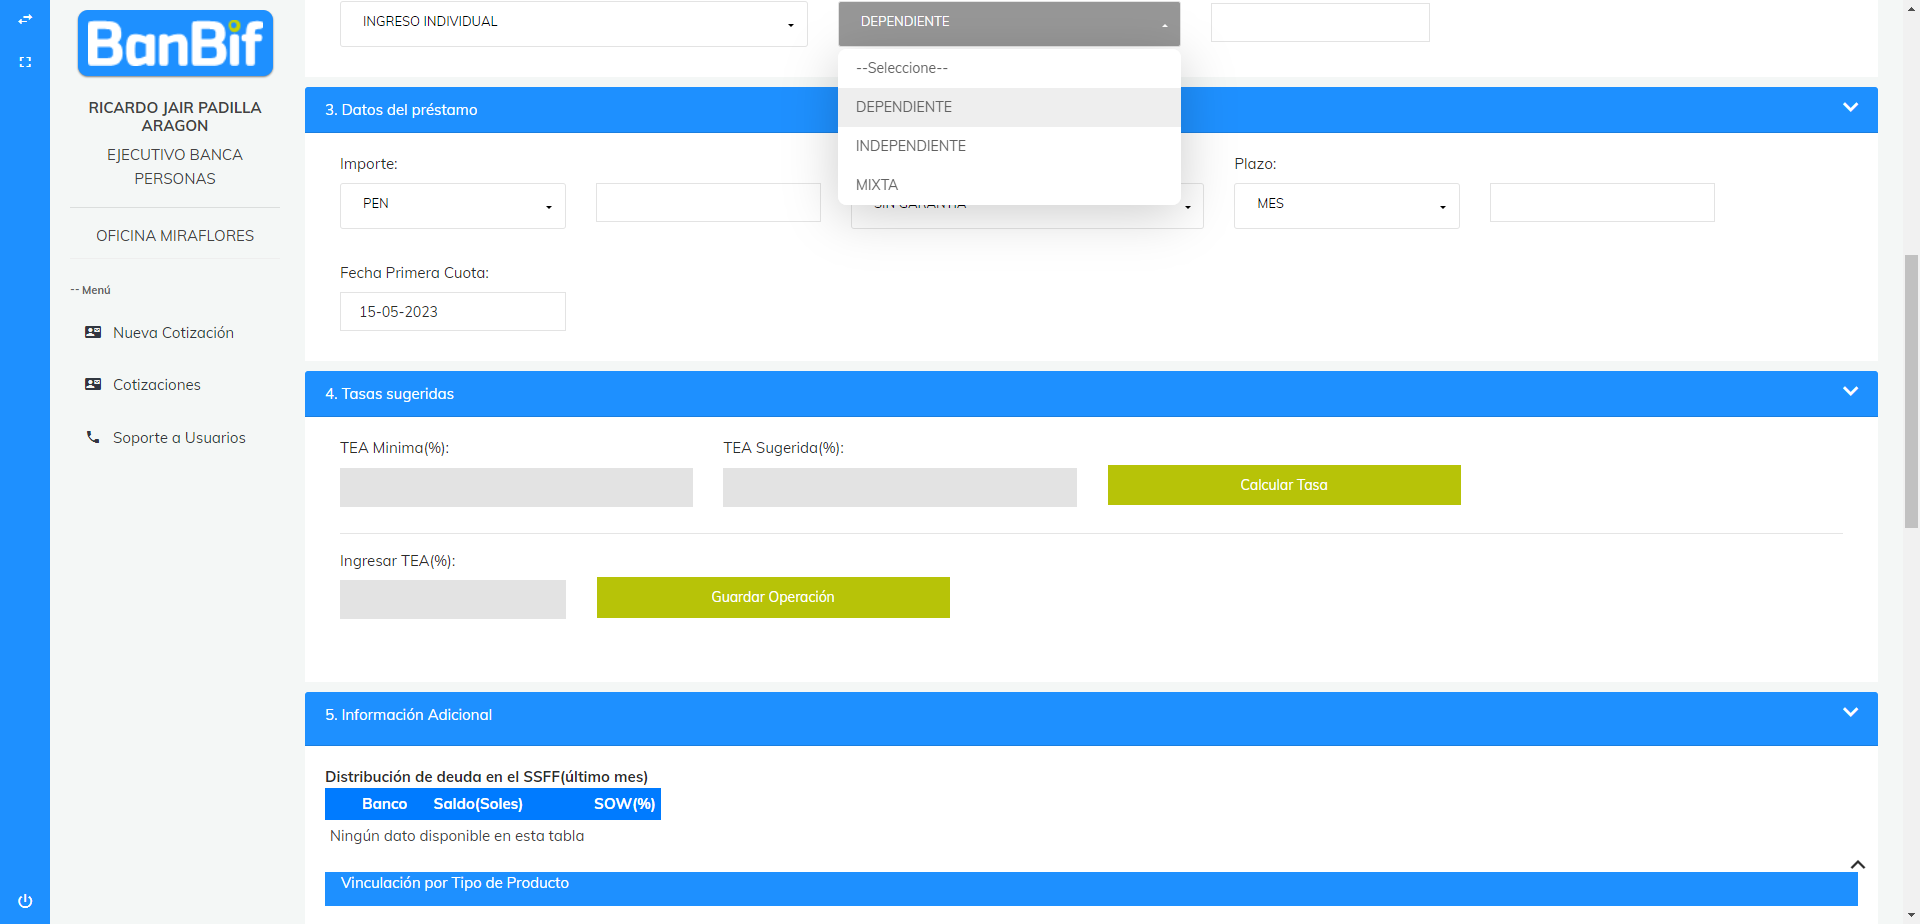 BanBif
RICARDO JAIR PADILLA
ARAGON
EJECUTIVO BANCA
PERSONAS
OFICINA MIRAFLORES
-- Menú
Nueva Cotización
Cotizaciones
Soporte a Usuarios
INGRESO INDIVIDUAL
DEPENDIENTE
--Seleccione--
DEPENDIENTE
INDEPENDIENTE
MIXTA
3. Datos del préstamo
Importe:
Plazo:
PEN
SIN GARANTIA
MES
Fecha Primera Cuota:
15-05-2023
4. Tasas sugeridas
TEA Minima(%):
TEA Sugerida(%):
Calcular Tasa
Ingresar TEA(%):
Guardar Operación
5. Información Adicional
Distribución de deuda en el SSFF(último mes)
Banco Saldo(Soles) SOW(%)
Ningún dato disponible en esta tabla
Vinculación por Tipo de Producto